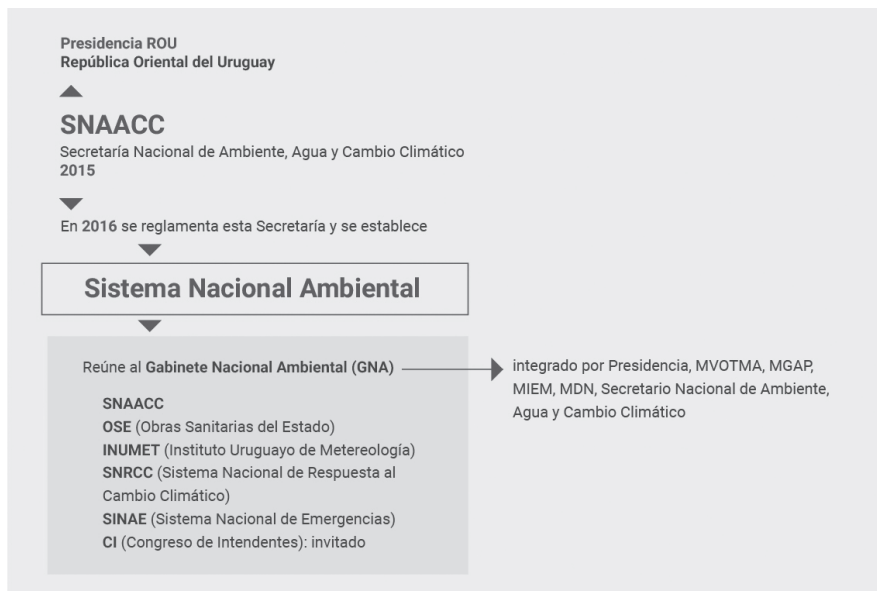 Presidencia ROU
República Oriental del Uruguay
SNAACC
Secretaría Nacional de Ambiente, Agua y Cambio Climático
2015
En 2016 se reglamenta esta Secretaría y se establece
Sistema Nacional Ambiental
Reúne al Gabinete Nacional Ambiental (GNA)
integrado por Presidencia, MVOTMA, MGAP,
MIEM, MDN, Secretario Nacional de Ambiente,
Agua y Cambio Climático
SNAACC
OSE (Obras Sanitarias del Estado)
INUMET (Instituto Uruguayo de Metereología)
SNRCC (Sistema Nacional de Respuesta al
Cambio Climático)
SINAE (Sistema Nacional de Emergencias)
CI (Congreso de Intendentes): invitado